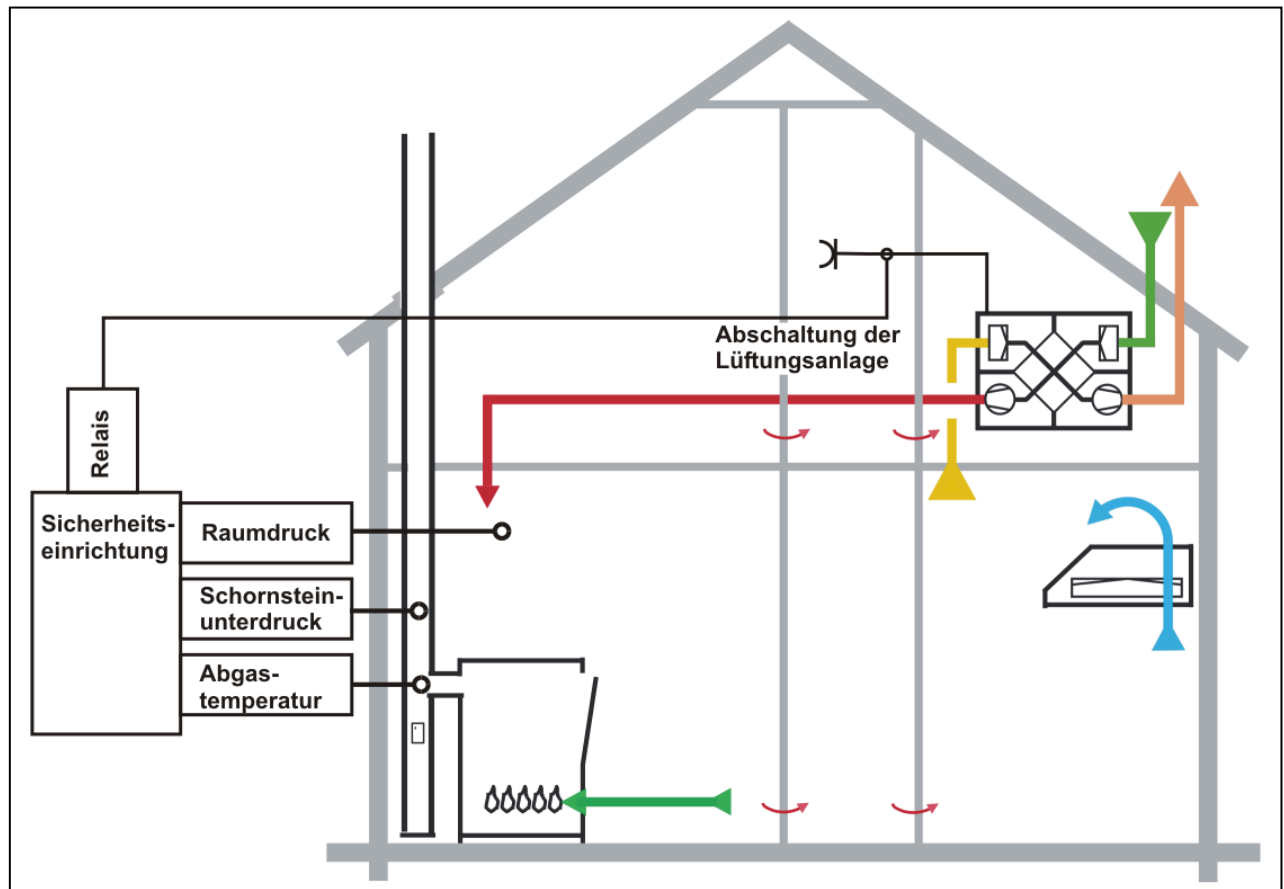 Abschaltung der
Lüftungsanlage
Relais
Sicherheits-
einrichtung
Raumdruck
Schornstein-
unterdruck
Abgas-
temperatur